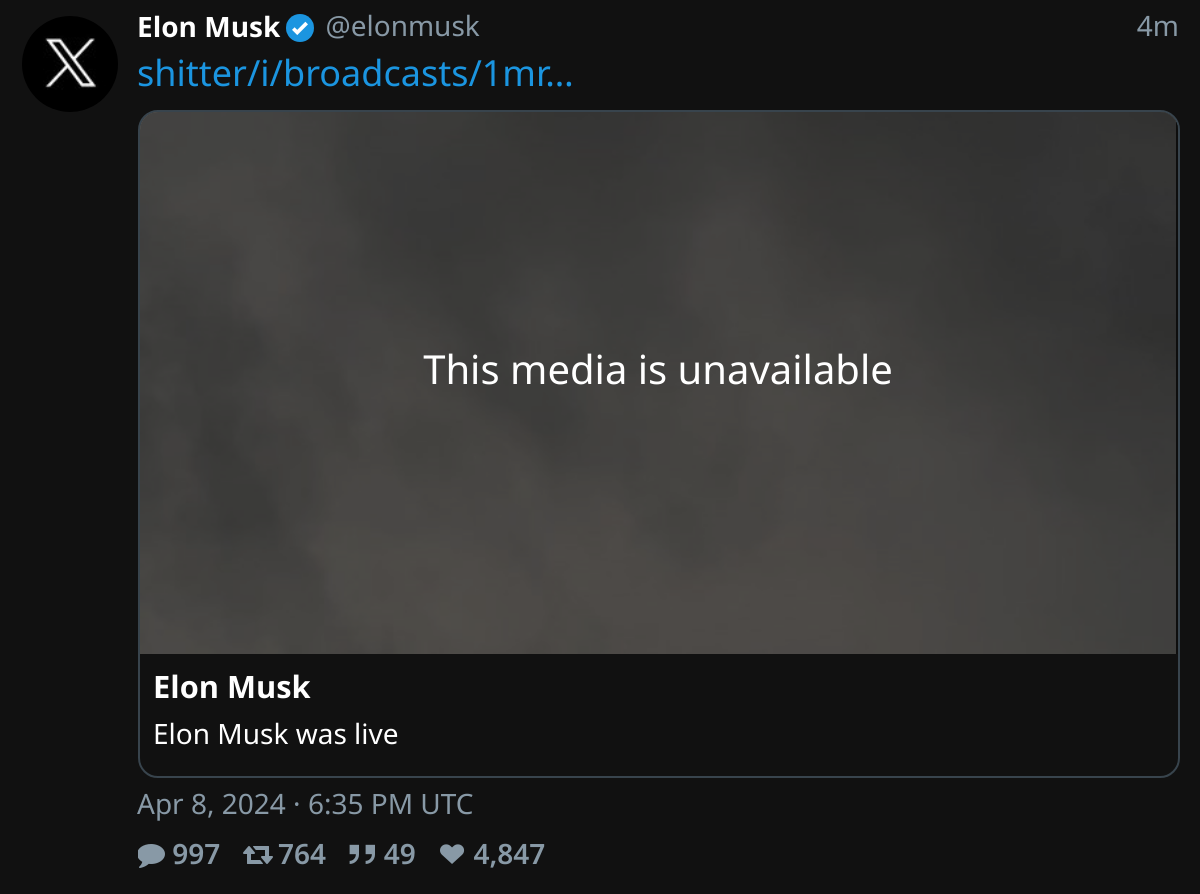 Elon Musk @elonmusk 4m
shitter/i/broadcasts/1mr...
This media is unavailable
Elon Musk
Elon Musk was live
Apr 8, 2024 · 6:35 PM UTC
997 764 49 4,847